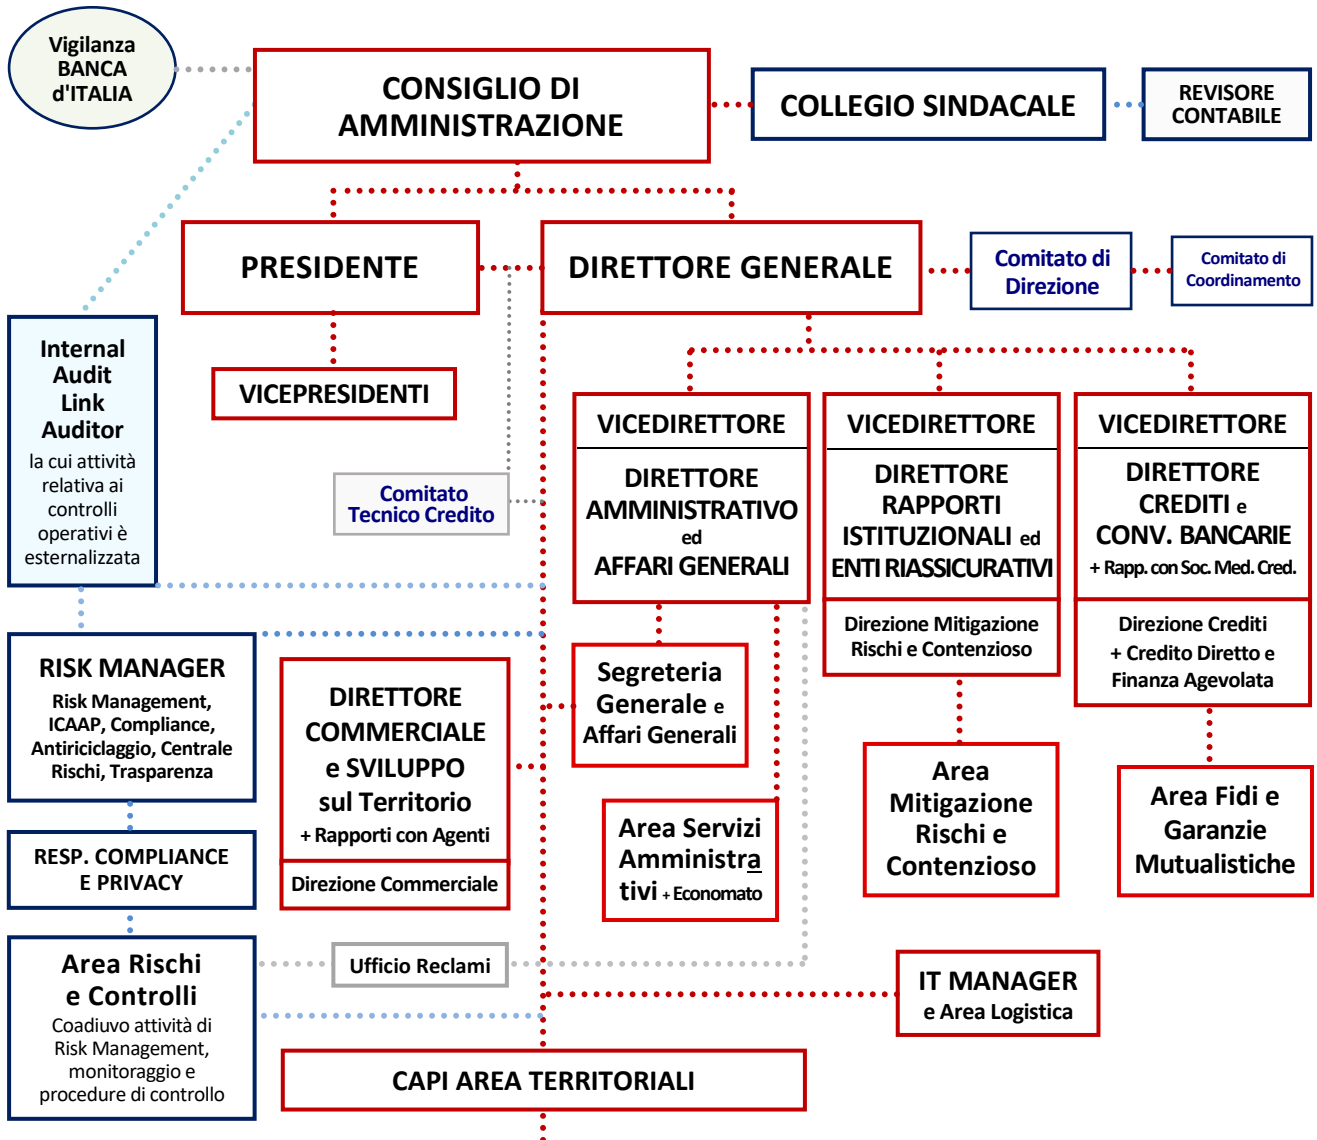 Vigilanza
BANCA
d'ITALIA
CONSIGLIO DI
AMMINISTRAZIONE
COLLEGIO SINDACALE
REVISORE
CONTABILE
PRESIDENTE
DIRETTORE GENERALE
Comitato di
Direzione
Comitato di
Coordinamento
Internal
Audit
Link
Auditor
la cui attività
relativa ai
controlli
operativi è
esternalizzata
VICEPRESIDENTI
Comitato
Tecnico Credito
VICEDIRETTORE
DIRETTORE
AMMINISTRATIVO
ed
AFFARI GENERALI
VICEDIRETTORE
DIRETTORE
RAPPORTI
ISTITUZIONALI ed
ENTI RIASSICURATIVI
Direzione Mitigazione
Rischi e Contenzioso
VICEDIRETTORE
DIRETTORE
CREDITI e
CONV. BANCARIE
+ Rapp. con Soc. Med. Cred.
Direzione Crediti
+ Credito Diretto e
Finanza Agevolata
RISK MANAGER
Risk Management,
ICAAP, Compliance,
Antiriciclaggio, Centrale
Rischi, Trasparenza
DIRETTORE
COMMERCIALE
e SVILUPPO
sul Territorio
+ Rapporti con Agenti
Direzione Commerciale
Segreteria
Generale e
Affari Generali
Area Servizi
Amministra
tivi + Economato
Area
Mitigazione
Rischi e
Contenzioso
Area Fidi e
Garanzie
Mutualistiche
RESP. COMPLIANCE
E PRIVACY
Area Rischi
e Controlli
Coadiuvo attività di
Risk Management,
monitoraggio e
procedure di controllo
Ufficio Reclami
IT MANAGER
e Area Logistica
CAPI AREA TERRITORIALI